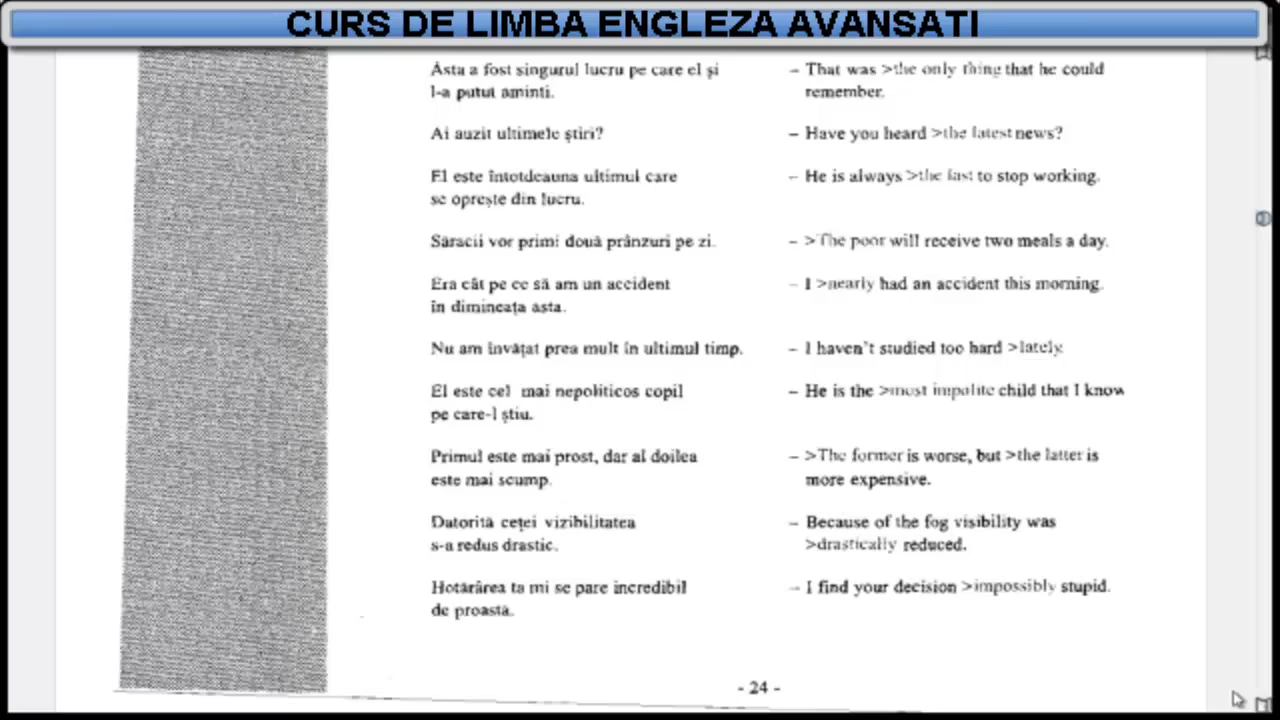 CURS DE LIMBA ENGLEZA AVANSATI
Asta a fost singurul lucru pe care el și – That was >the only thing that he could
l-a putut aminti. remember.
Ai auzit ultimele știri? – Have you heard >the latest news?
El este întotdeauna ultimul care – He is always >the last to stop working.
se oprește din lucru.
Săracii vor primi două prânzuri pe zi. – >The poor will receive two meals a day.
Era cât pe ce să am un accident – I >nearly had an accident this morning.
în dimineața asta.
Nu am învățat prea mult în ultimul timp. – I haven't studied too hard >lately.
El este cel mai nepoliticos copil – He is the >most impolite child that I know
pe care-l știu.
Primul este mai prost, dar al doilea – >The former is worse, but >the latter is
este mai scump. more expensive.
Datorită ceței vizibilitatea – Because of the fog visibility was
s-a redus drastic. >drastically reduced.
Hotărârea ta mi se pare incredibil – I find your decision >impossibly stupid.
de proastă.
- 24 -